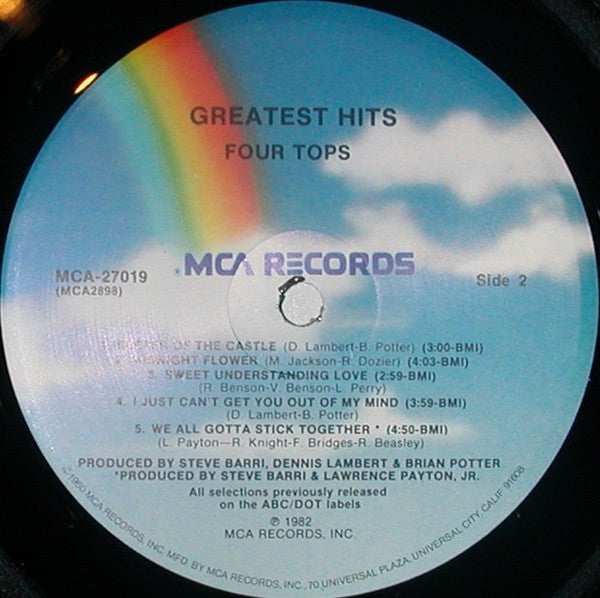 GREATEST HITS
FOUR TOPS
MCA RECORDS
MCA-27019
(MCA2898)
Side 2
1. KEEPER OF THE CASTLE (D. Lambert-B. Potter) (3:00-BMI)
2. MIDNIGHT FLOWER (M. Jackson-R. Dozier) (4:03-BMI)
3. SWEET UNDERSTANDING LOVE (2:59-BMI)
(R. Benson-V. Benson-L. Perry)
4. I JUST CAN'T GET YOU OUT OF MY MIND (3:59-BMI)
(D. Lambert-B. Potter)
5. WE ALL GOTTA STICK TOGETHER * (4:50-BMI)
(L. Payton—R. Knight-F. Bridges-R. Beasley)
PRODUCED BY STEVE BARRI, DENNIS LAMBERT & BRIAN POTTER
*PRODUCED BY STEVE BARRI & LAWRENCE PAYTON, JR.
All selections previously released
on the ABC/DOT labels
℗ 1982
MCA RECORDS, INC.
©1980 MCA RECORDS, INC. MFD BY MCA RECORDS, INC., 70 UNIVERSAL PLAZA, UNIVERSAL CITY, CALIF. 91608